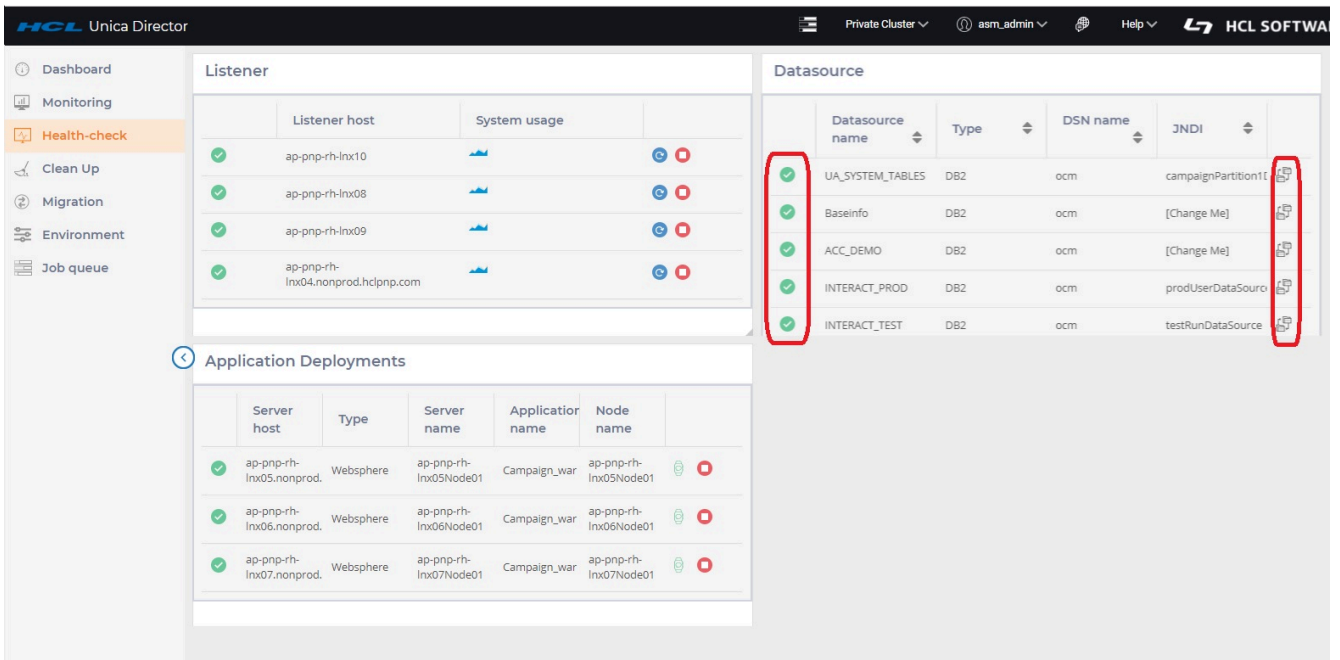 HCL Unica Director
Private Cluster
asm_admin
Help
HCL SOFTWAR
Dashboard
Monitoring
Health-check
Clean Up
Migration
Environment
Job queue
Listener
Listener host System usage
ap-pnp-rh-lnx10
ap-pnp-rh-lnx08
ap-pnp-rh-lnx09
ap-pnp-rh-
lnx04.nonprod.hclpnp.com
Datasource
Datasource
name
Type
DSN name
JNDI
UA_SYSTEM_TABLES DB2 ocm campaignPartition1D
Baseinfo DB2 ocm [Change Me]
ACC_DEMO DB2 ocm [Change Me]
INTERACT_PROD DB2 ocm prodUserDataSourc
INTERACT_TEST DB2 ocm testRunDataSource
Application Deployments
Server
host
Type
Server
name
Application
name
Node
name
ap-pnp-rh-
lnx05.nonprod.
Websphere
ap-pnp-rh-
lnx05Node01
Campaign_war
ap-pnp-rh-
lnx05Node01
ap-pnp-rh-
lnx06.nonprod.
Websphere
ap-pnp-rh-
lnx06Node01
Campaign_war
ap-pnp-rh-
lnx06Node01
ap-pnp-rh-
lnx07.nonprod.
Websphere
ap-pnp-rh-
lnx07Node01
Campaign_war
ap-pnp-rh-
lnx07Node01